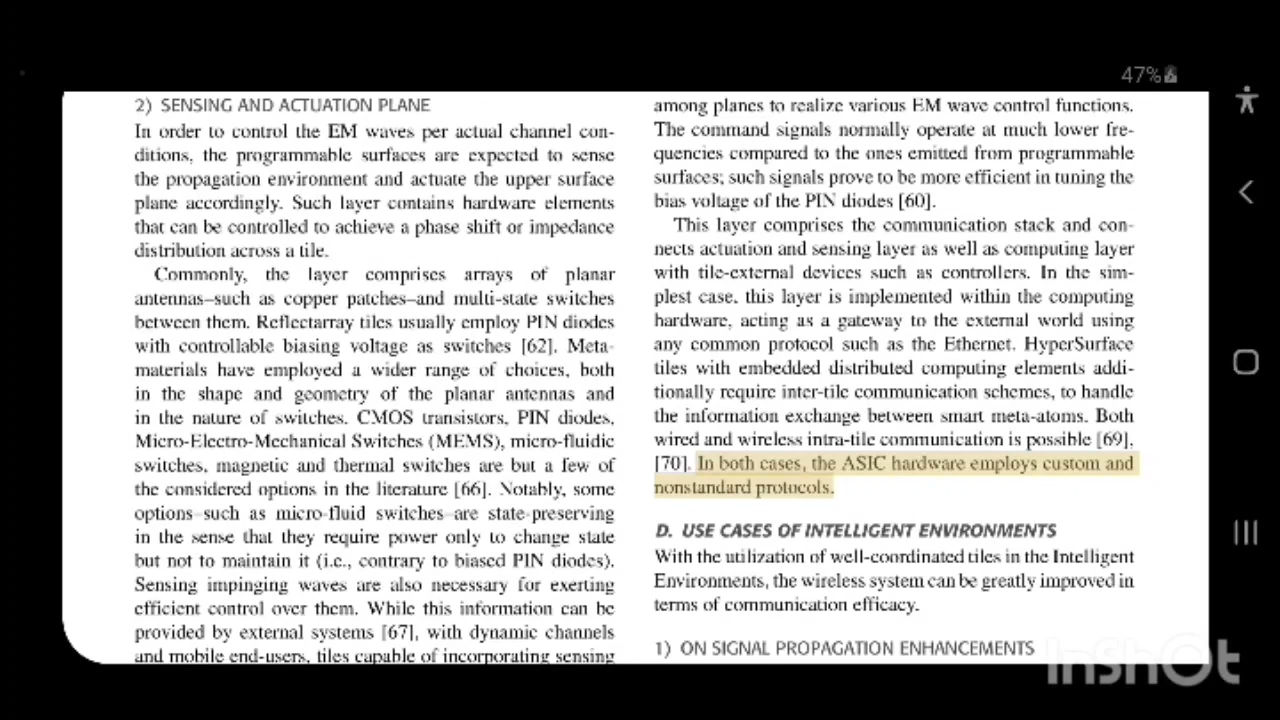 47%
2) SENSING AND ACTUATION PLANE
In order to control the EM waves per actual channel con-
ditions, the programmable surfaces are expected to sense
the propagation environment and actuate the upper surface
plane accordingly. Such layer contains hardware elements
that can be controlled to achieve a phase shift or impedance
distribution across a tile.
Commonly, the layer comprises arrays of planar
antennas–such as copper patches–and multi-state switches
between them. Reflectarray tiles usually employ PIN diodes
with controllable biasing voltage as switches [62]. Meta-
materials have employed a wider range of choices, both
in the shape and geometry of the planar antennas and
in the nature of switches. CMOS transistors, PIN diodes,
Micro-Electro-Mechanical Switches (MEMS), micro-fluidic
switches, magnetic and thermal switches are but a few of
the considered options in the literature [66]. Notably, some
options–such as micro-fluid switches–are state-preserving
in the sense that they require power only to change state
but not to maintain it (i.e., contrary to biased PIN diodes).
Sensing impinging waves are also necessary for exerting
efficient control over them. While this information can be
provided by external systems [67], with dynamic channels
and mobile end-users, tiles capable of incorporating sensing
among planes to realize various EM wave control functions.
The command signals normally operate at much lower fre-
quencies compared to the ones emitted from programmable
surfaces; such signals prove to be more efficient in tuning the
bias voltage of the PIN diodes [60].
This layer comprises the communication stack and con-
nects actuation and sensing layer as well as computing layer
with tile-external devices such as controllers. In the sim-
plest case, this layer is implemented within the computing
hardware, acting as a gateway to the external world using
any common protocol such as the Ethernet. HyperSurface
tiles with embedded distributed computing elements addi-
tionally require inter-tile communication schemes, to handle
the information exchange between smart meta-atoms. Both
wired and wireless intra-tile communication is possible [69],
[70]. In both cases, the ASIC hardware employs custom and
nonstandard protocols.
D. USE CASES OF INTELLIGENT ENVIRONMENTS
With the utilization of well-coordinated tiles in the Intelligent
Environments, the wireless system can be greatly improved in
terms of communication efficacy.
1) ON SIGNAL PROPAGATION ENHANCEMENTS
InShOt